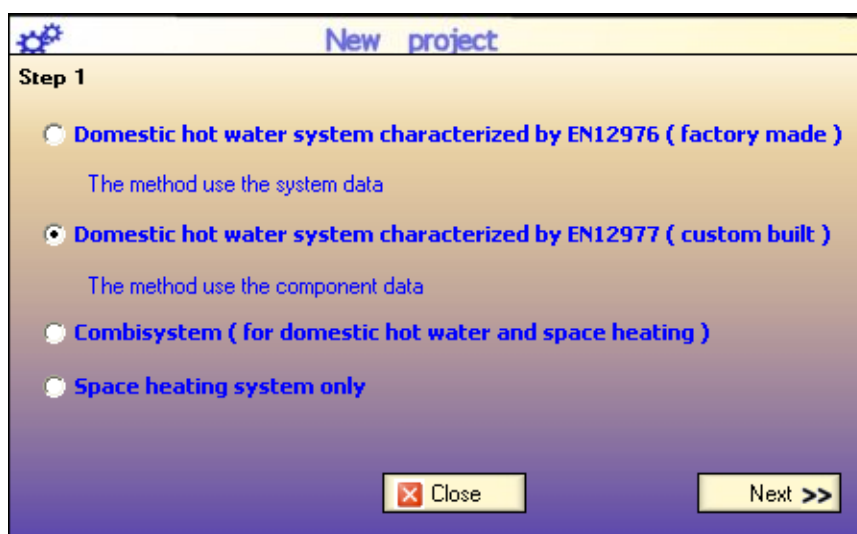 New project
Step 1
Domestic hot water system characterized by EN12976 ( factory made )
The method use the system data
Domestic hot water system characterized by EN12977 ( custom built )
The method use the component data
Combisystem ( for domestic hot water and space heating )
Space heating system only
Close
Next >>